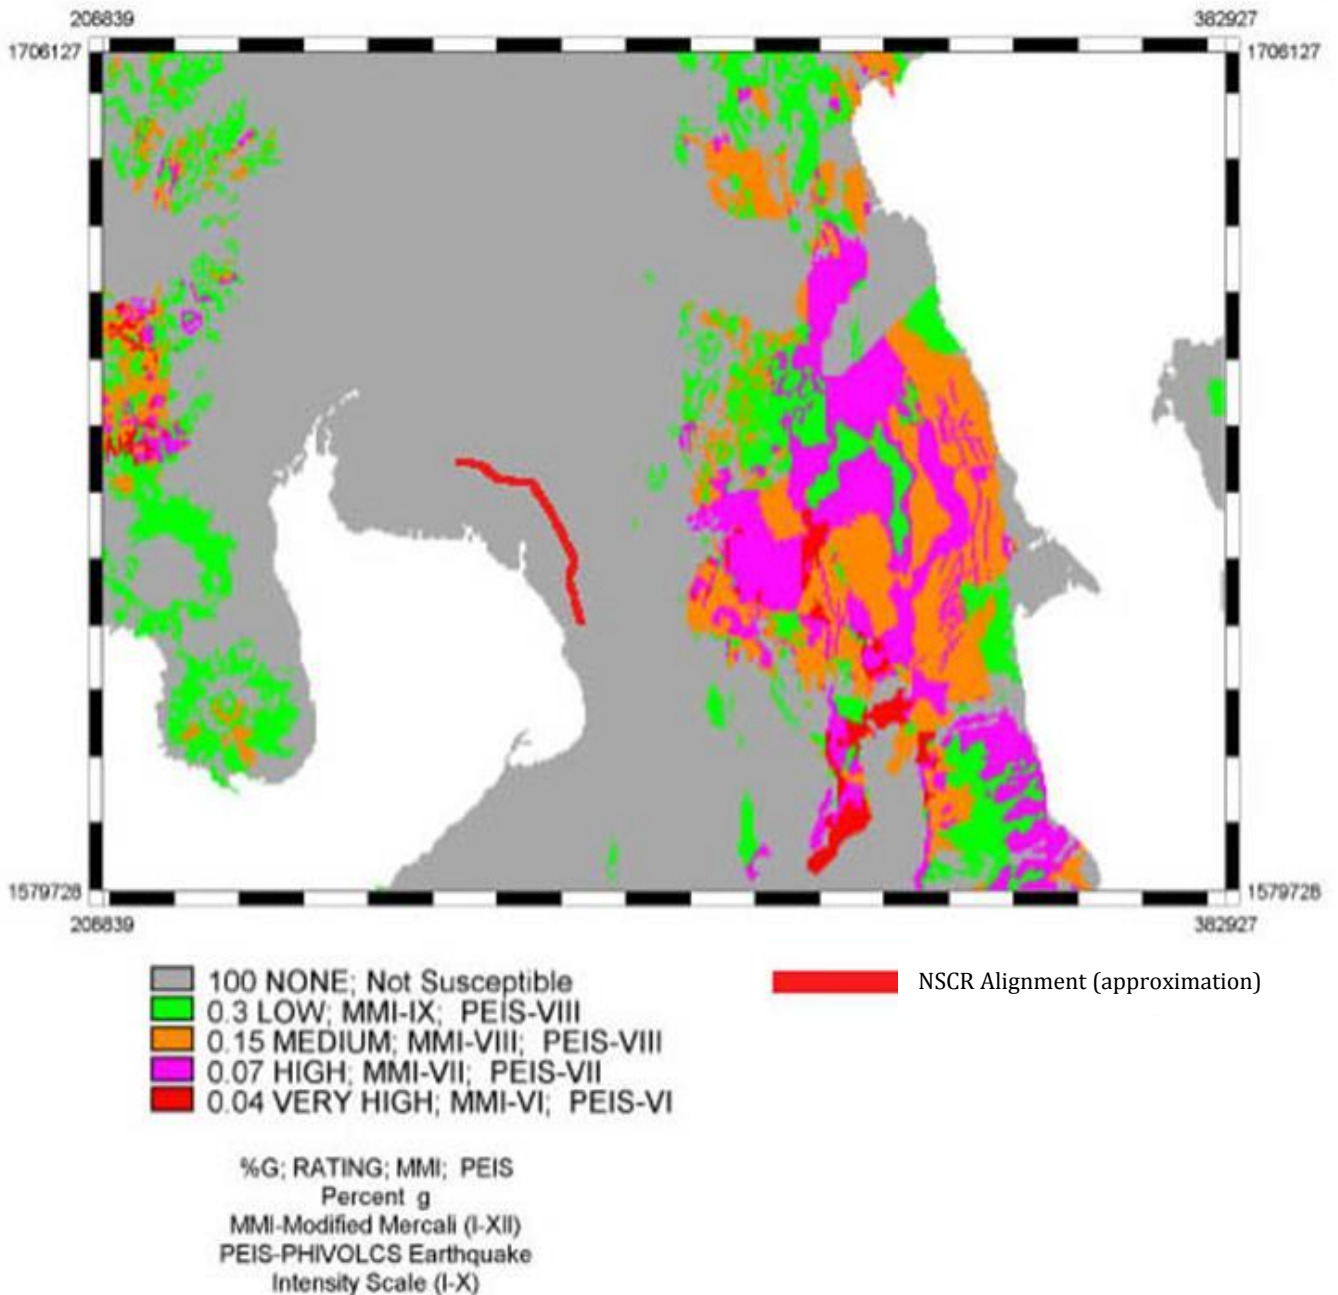 206839 382927
1706127 1706127
1579728 1579728
206839 382927
100 NONE; Not Susceptible
0.3 LOW; MMI-IX; PEIS-VIII
0.15 MEDIUM; MMI-VIII; PEIS-VIII
0.07 HIGH; MMI-VII; PEIS-VII
0.04 VERY HIGH; MMI-VI; PEIS-VI
NSCR Alignment (approximation)
%G; RATING; MMI; PEIS
Percent g
MMI-Modified Mercali (I-XII)
PEIS-PHIVOLCS Earthquake
Intensity Scale (I-X)